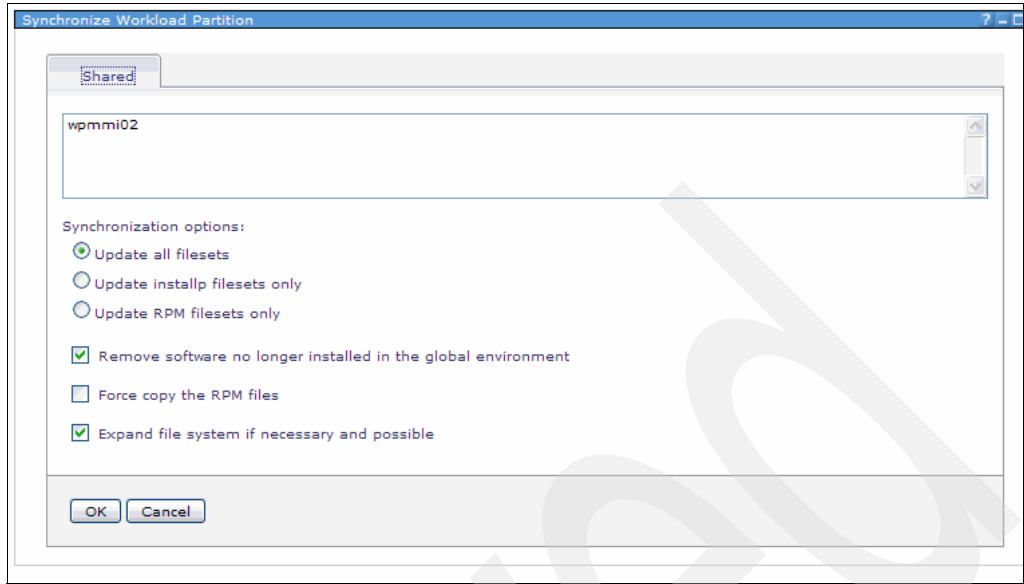 Synchronize Workload Partition ?
Shared
wpmmi02
Synchronization options:
Update all filesets
Update installp filesets only
Update RPM filesets only
Remove software no longer installed in the global environment
Force copy the RPM files
Expand file system if necessary and possible
OK Cancel